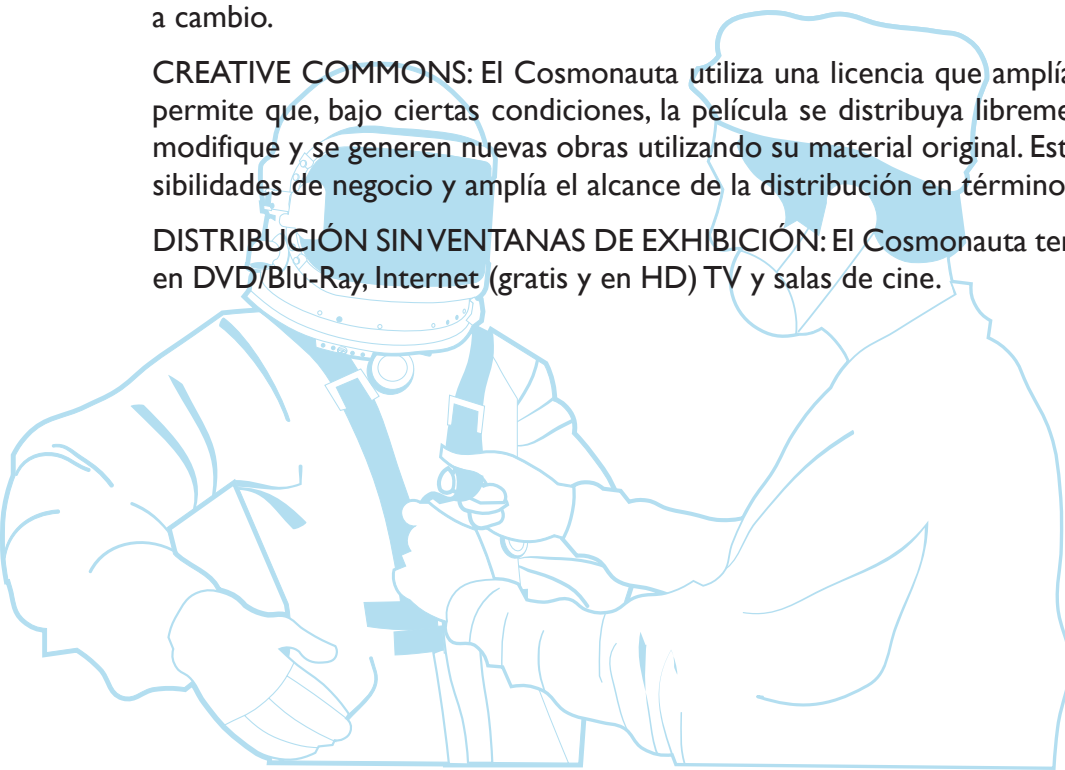 a cambio.
CREATIVE COMMONS: El Cosmonauta utiliza una licencia que amplía
permite que, bajo ciertas condiciones, la película se distribuya libreme
modifique y se generen nuevas obras utilizando su material original. Est
sibilidades de negocio y amplía el alcance de la distribución en término
DISTRIBUCIÓN SIN VENTANAS DE EXHIBICIÓN: El Cosmonauta ten
en DVD/Blu-Ray, Internet (gratis y en HD) TV y salas de cine.